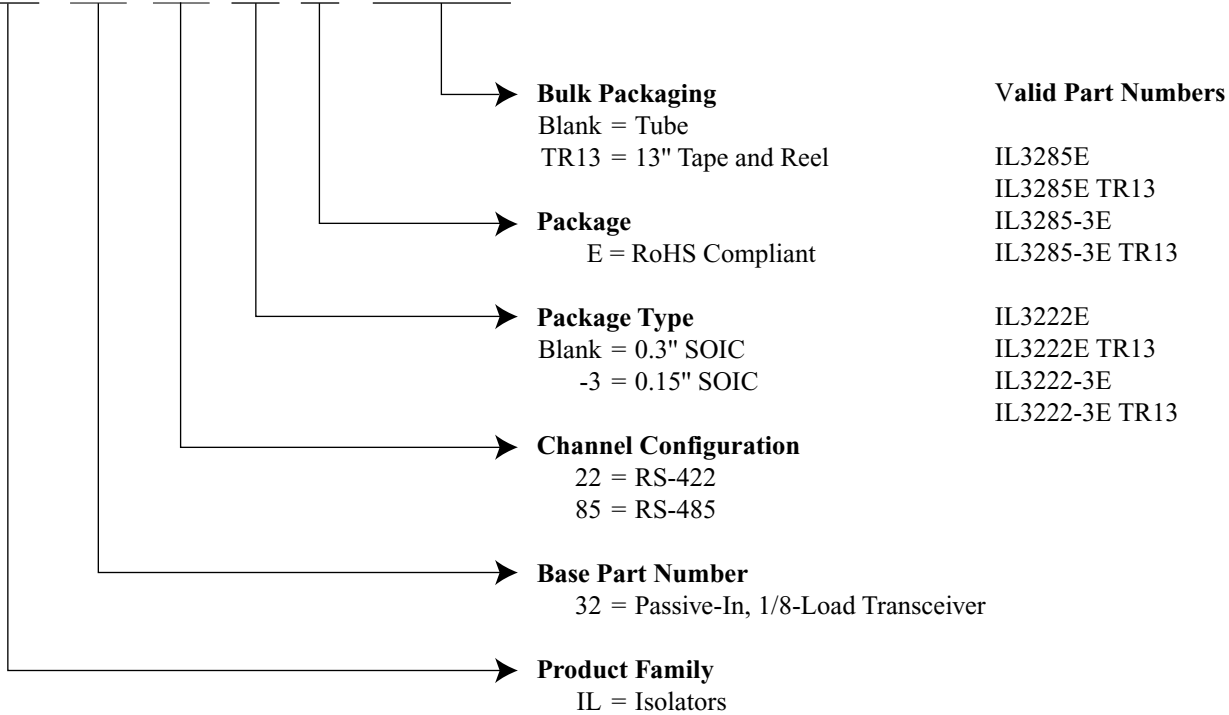 Bulk Packaging
Blank = Tube
TR13 = 13" Tape and Reel
Package
E = RoHS Compliant
Package Type
Blank = 0.3" SOIC
-3 = 0.15" SOIC
Channel Configuration
22 = RS-422
85 = RS-485
Base Part Number
32 = Passive-In, 1/8-Load Transceiver
Product Family
IL = Isolators
Valid Part Numbers
IL3285E
IL3285E TR13
IL3285-3E
IL3285-3E TR13
IL3222E
IL3222E TR13
IL3222-3E
IL3222-3E TR13